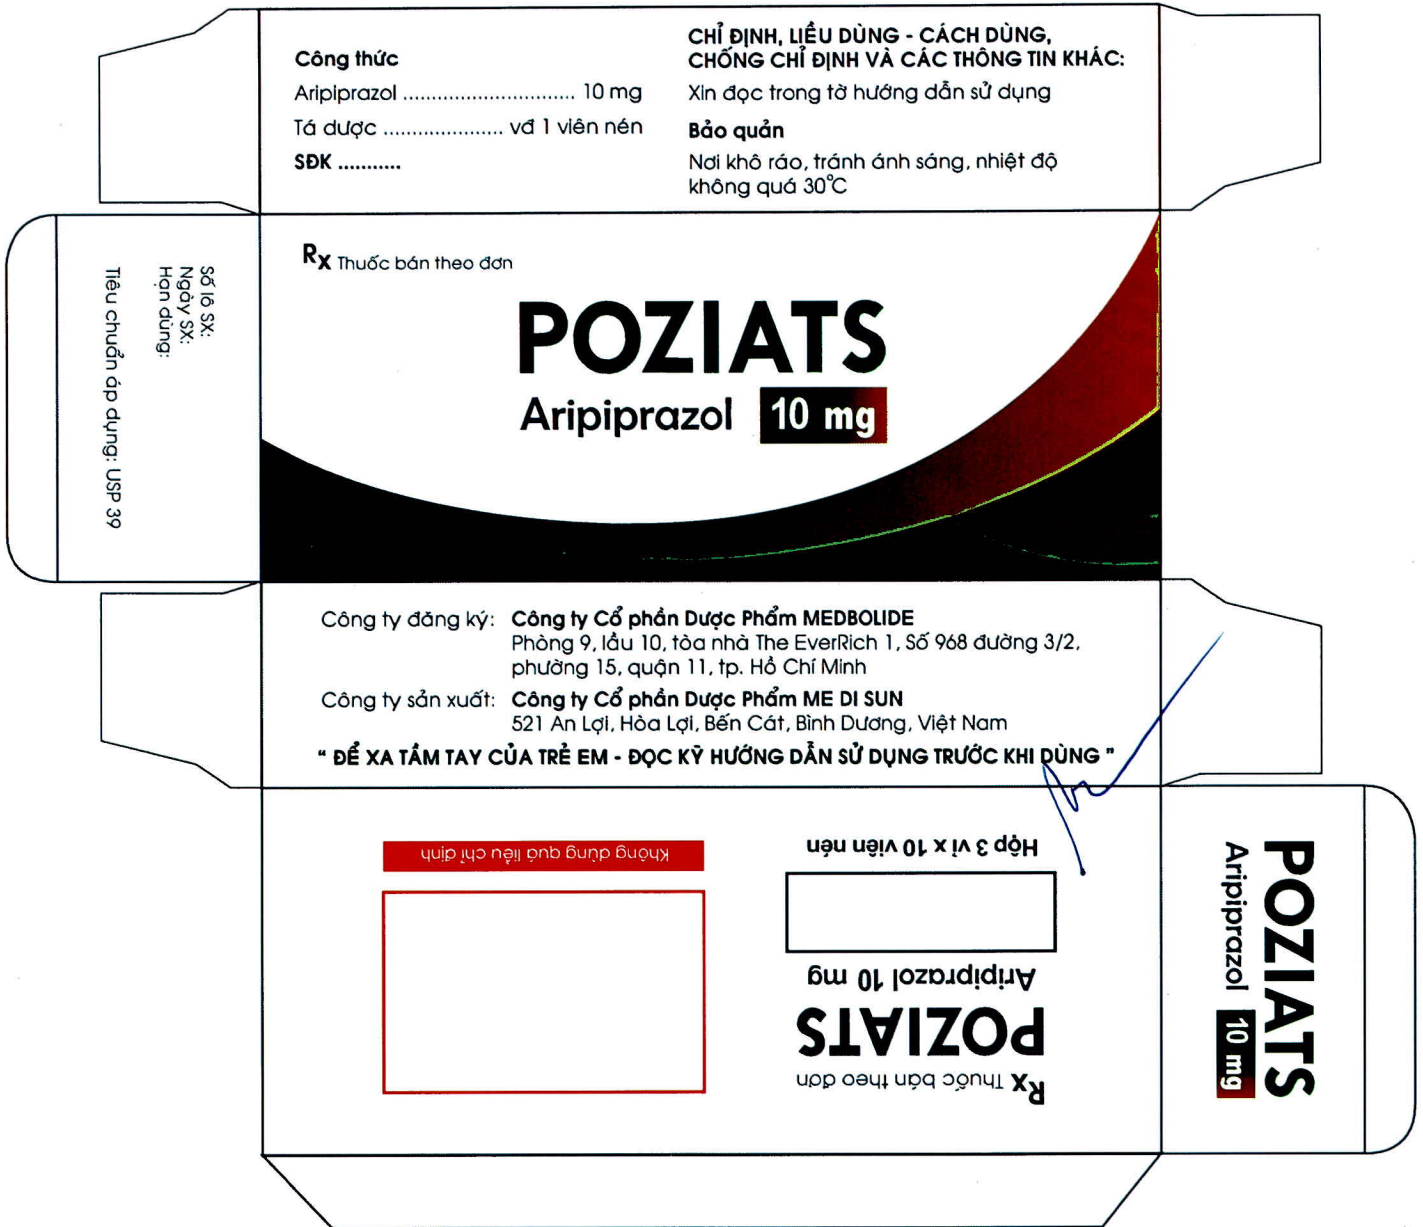 Công thức
Aripiprazol .............................. 10 mg
Tá dược ..................... vđ 1 viên nén
SĐK ...........
CHỈ ĐỊNH, LIỀU DÙNG - CÁCH DÙNG,
CHỐNG CHỈ ĐỊNH VÀ CÁC THÔNG TIN KHÁC:
Xin đọc trong tờ hướng dẫn sử dụng
Bảo quản
Nơi khô ráo, tránh ánh sáng, nhiệt độ
không quá 30°C
Số lô SX:
Ngày SX:
Hạn dùng:
Tiêu chuẩn áp dụng: USP 39
Rx Thuốc bán theo đơn
POZIATS
Aripiprazol 10 mg
Công ty đăng ký: Công ty Cổ phần Dược Phẩm MEDBOLIDE
Phòng 9, lầu 10, tòa nhà The EverRich 1, Số 968 đường 3/2,
phường 15, quận 11, tp. Hồ Chí Minh
Công ty sản xuất: Công ty Cổ phần Dược Phẩm ME DI SUN
521 An Lợi, Hòa Lợi, Bến Cát, Bình Dương, Việt Nam
“ ĐỂ XA TẦM TAY CỦA TRẺ EM - ĐỌC KỸ HƯỚNG DẪN SỬ DỤNG TRƯỚC KHI DÙNG ”
Rx Thuốc bán theo đơn
POZIATS
Aripiprazol 10 mg
Hộp 3 vỉ x 10 viên nén
Không dùng quá liều chỉ định
POZIATS
Aripiprazol 10 mg